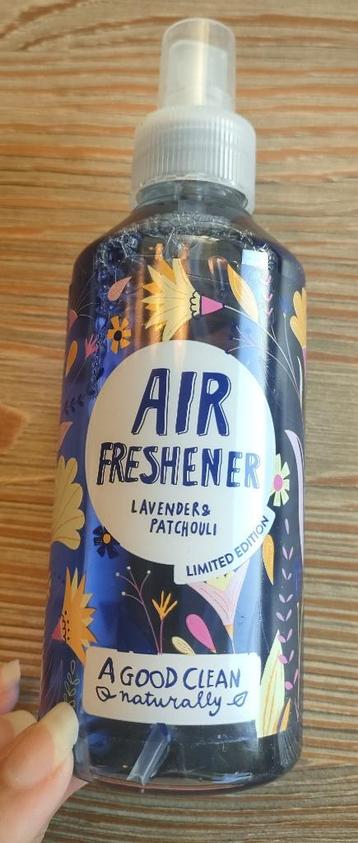 AIR
FRESHENER
LAVENDER &
PATCHOULI
LIMITED EDITION
A GOOD CLEAN
naturally